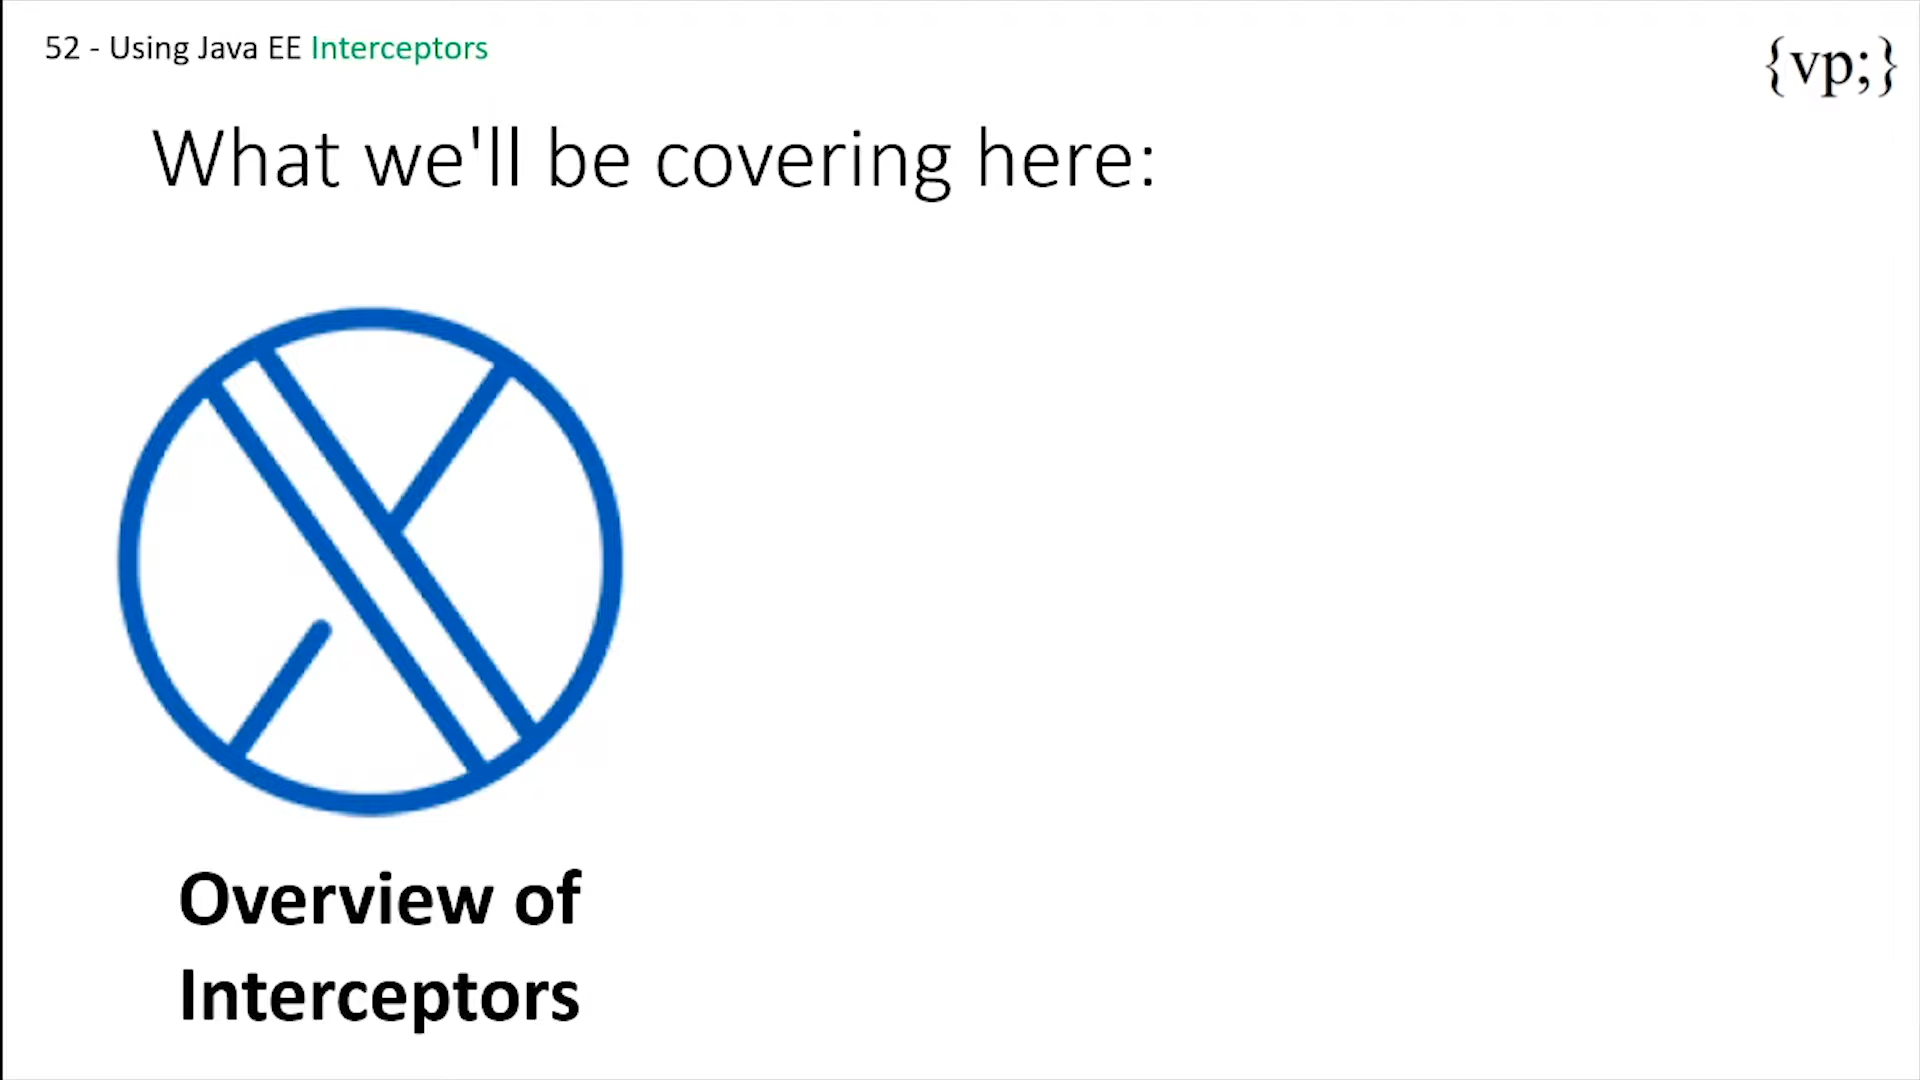 52 - Using Java EE Interceptors
{vp;}
What we'll be covering here:
Overview of
Interceptors